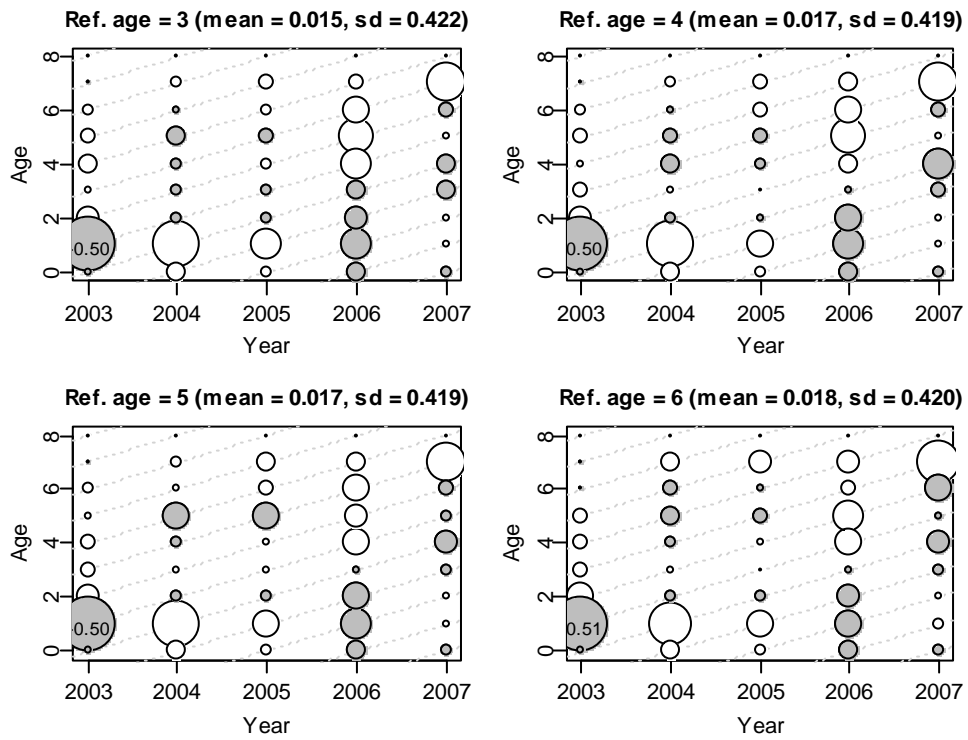 Ref. age = 3 (mean = 0.015, sd = 0.422)
Age
8
6
4
2
0
0.50
2003 2004 2005 2006 2007
Year
Ref. age = 4 (mean = 0.017, sd = 0.419)
Age
8
6
4
2
0
0.50
2003 2004 2005 2006 2007
Year
Ref. age = 5 (mean = 0.017, sd = 0.419)
Age
8
6
4
2
0
0.50
2003 2004 2005 2006 2007
Year
Ref. age = 6 (mean = 0.018, sd = 0.420)
Age
8
6
4
2
0
0.51
2003 2004 2005 2006 2007
Year